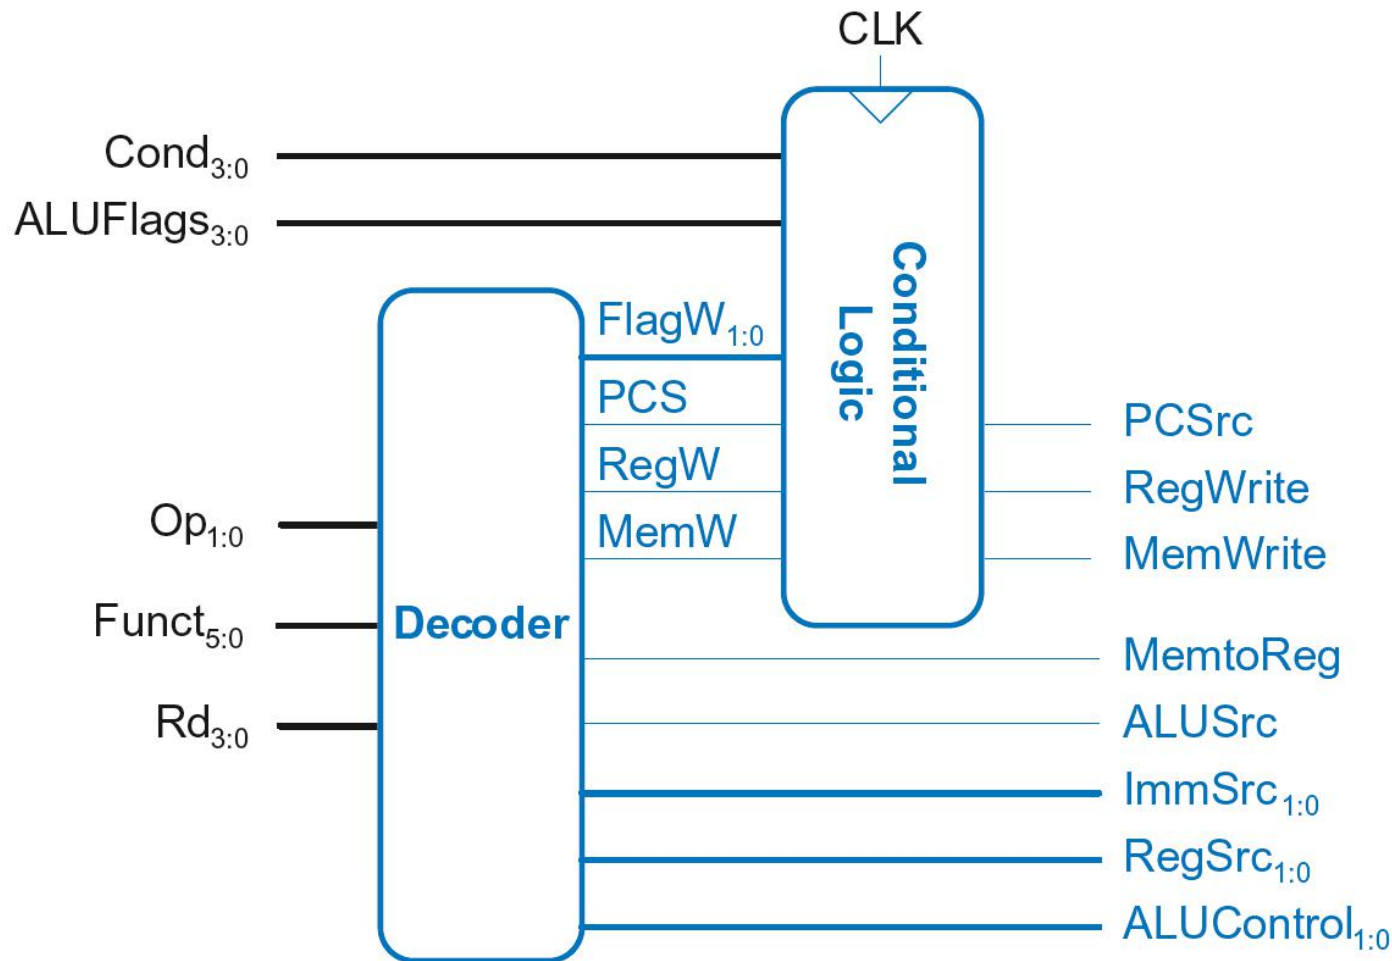 CLK
Cond3:0
ALUFlags3:0
Conditional
Logic
FlagW1:0
PCS
PCSrc
RegW
RegWrite
Op1:0
MemW
MemWrite
Funct5:0
Decoder
MemtoReg
Rd3:0
ALUSrc
ImmSrc1:0
RegSrc1:0
ALUControl1:0